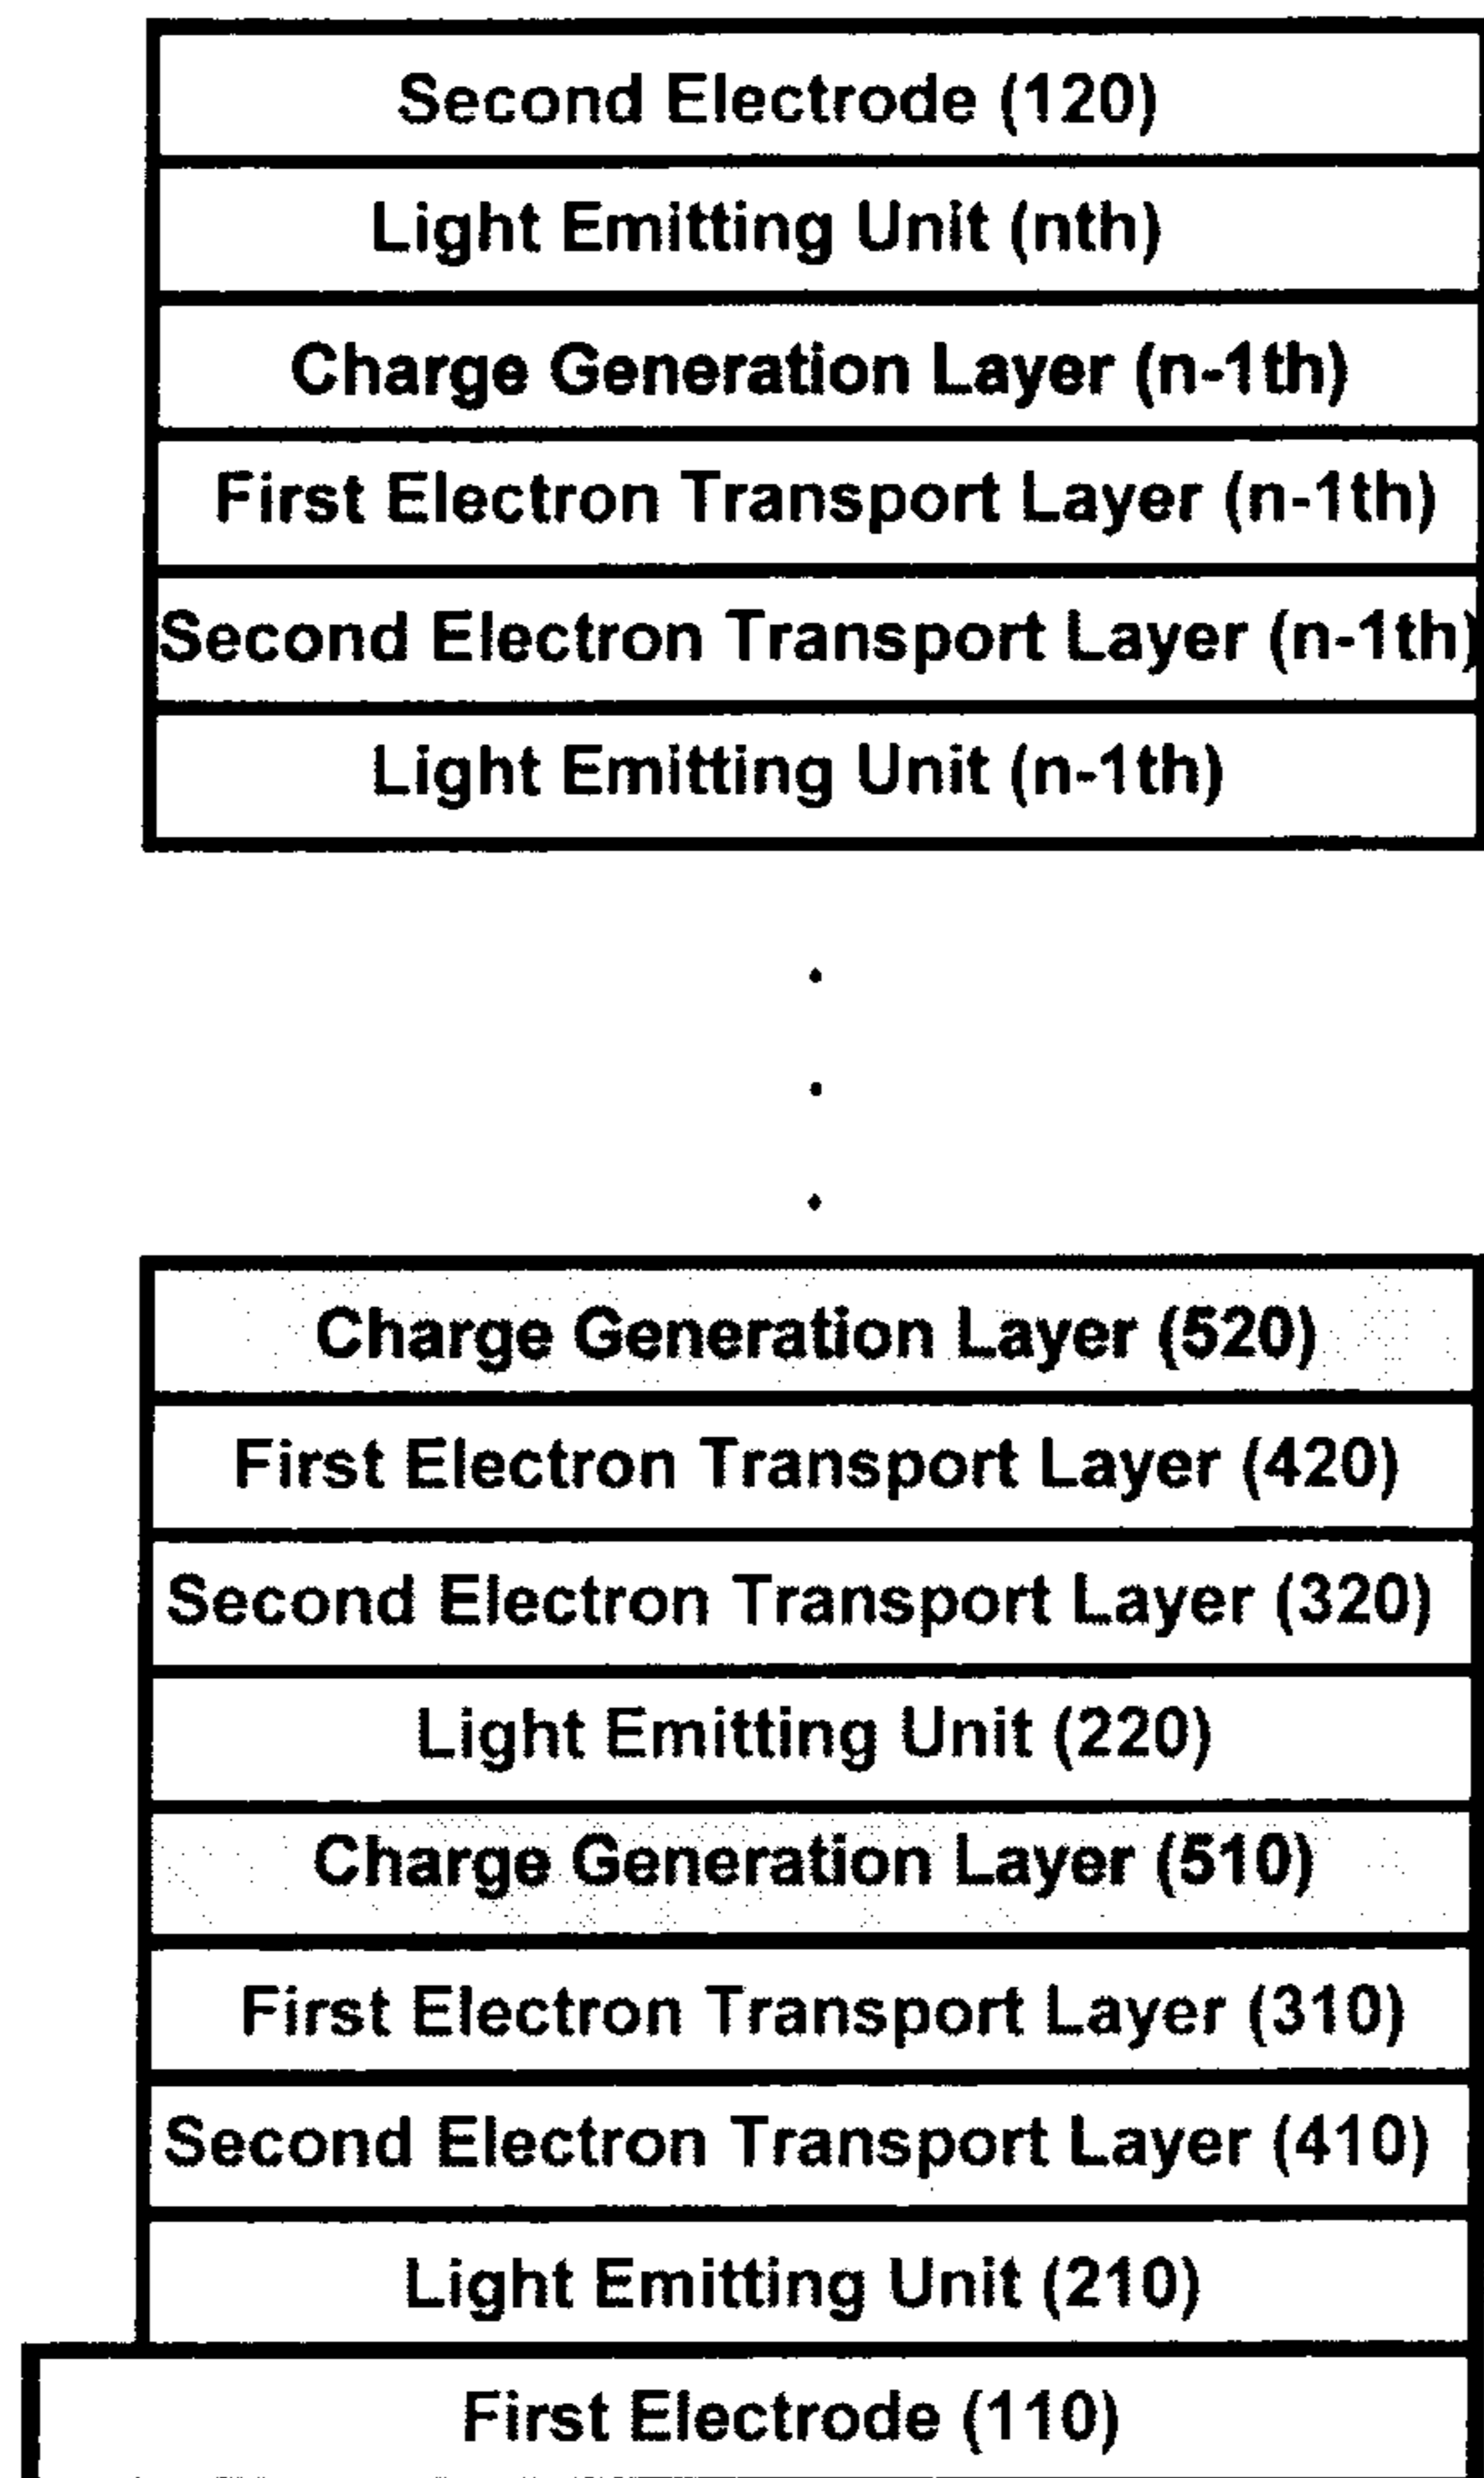 Second Electrode (120)
Light Emitting Unit (nth)
Charge Generation Layer (n-1th)
First Electron Transport Layer (n-1th)
Second Electron Transport Layer (n-1th)
Light Emitting Unit (n-1th)
Charge Generation Layer (520)
First Electron Transport Layer (420)
Second Electron Transport Layer (320)
Light Emitting Unit (220)
Charge Generation Layer (510)
First Electron Transport Layer (310)
Second Electron Transport Layer (410)
Light Emitting Unit (210)
First Electrode (110)